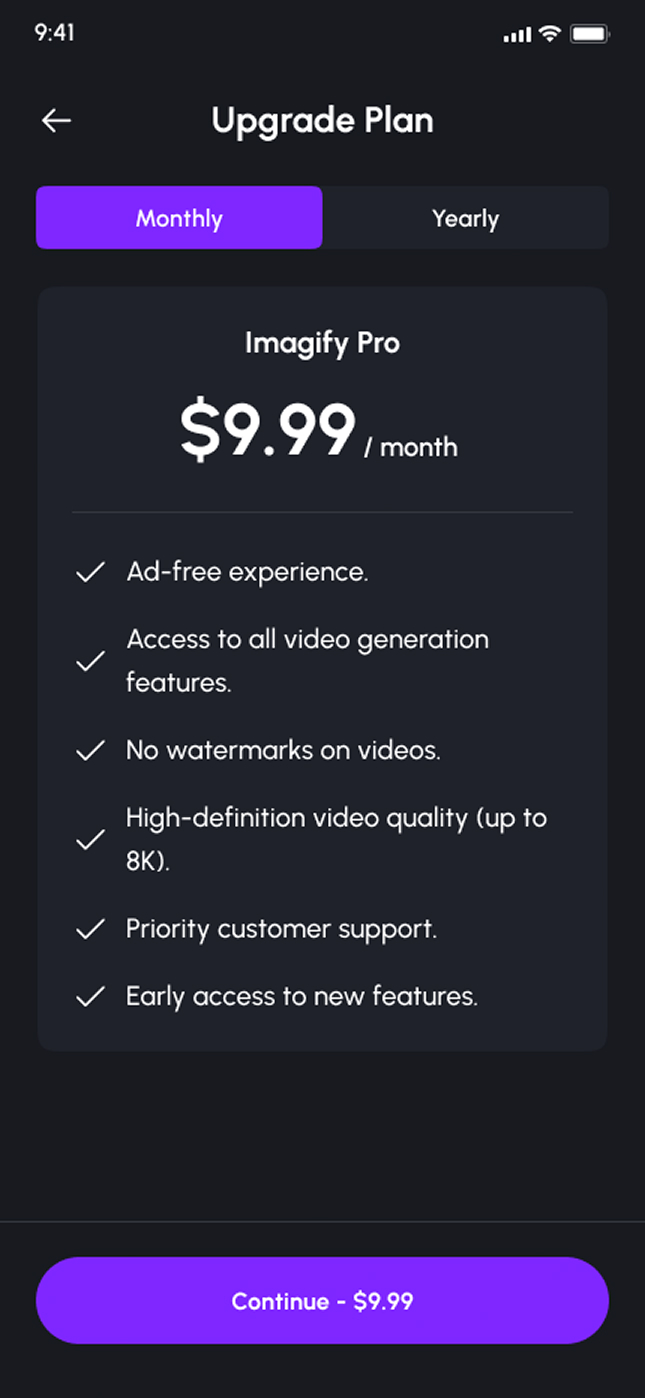 9:41
Upgrade Plan
Monthly
Yearly
Imagify Pro
$9.99 / month
Ad-free experience.
Access to all video generation
features.
No watermarks on videos.
High-definition video quality (up to
8K).
Priority customer support.
Early access to new features.
Continue - $9.99